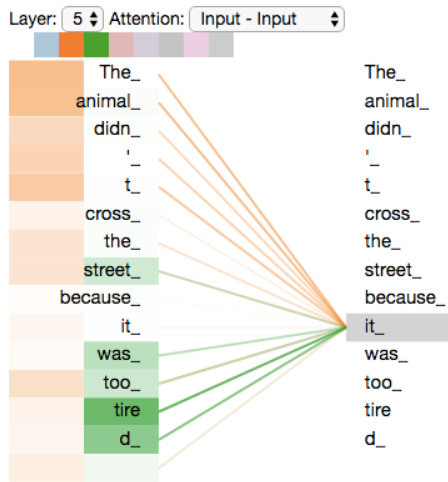 Layer: 5 Attention: Input - Input
The_ The_
animal_ animal_
didn_ didn_
'_ '_
t_ t_
cross_ cross_
the_ the_
street_ street_
because_ because_
it_ it_
was_ was_
too_ too_
tire tire
d_ d_